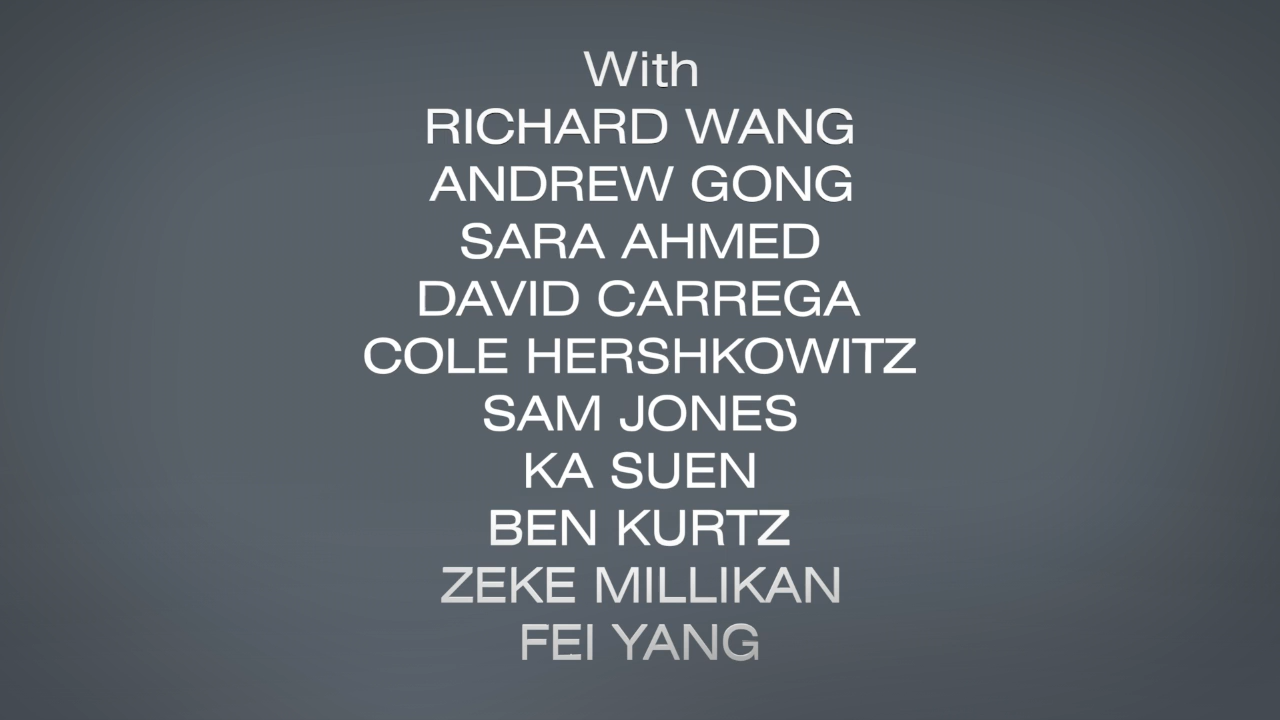 With
RICHARD WANG
ANDREW GONG
SARA AHMED
DAVID CARREGA
COLE HERSHKOWITZ
SAM JONES
KA SUEN
BEN KURTZ
ZEKE MILLIKAN
FEI YANG